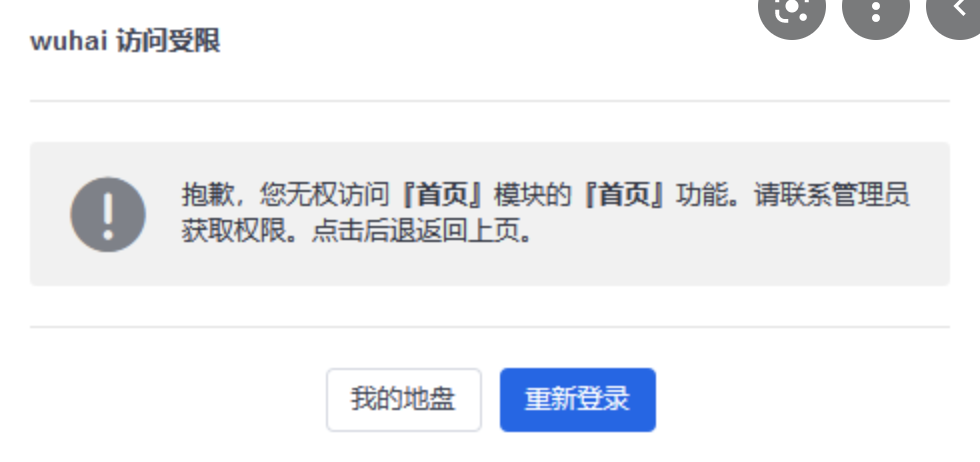 wuhai 访问受限
抱歉，您无权访问『首页』模块的『首页』功能。请联系管理员
获取权限。点击后退返回上页。
我的地盘
重新登录